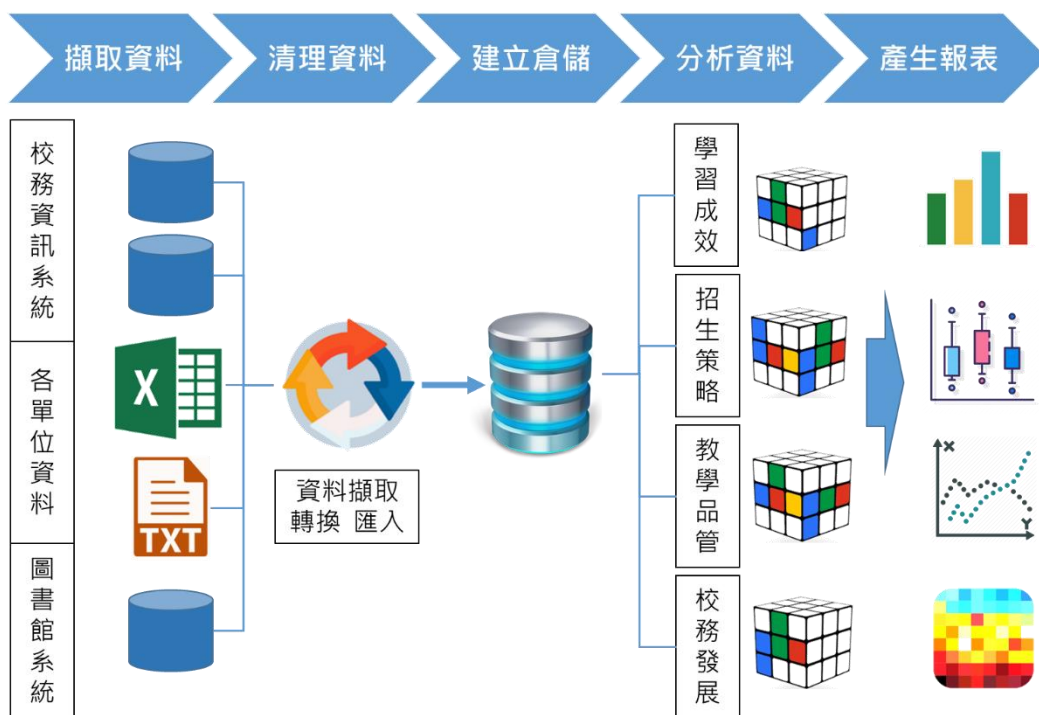 擷取資料
清理資料
建立倉儲
分析資料
產生報表
校務資訊系統
各單位資料
圖書館系統
X
TXT
資料擷取
轉換 匯入
學習成效
招生策略
教學品管
校務發展
X
Y